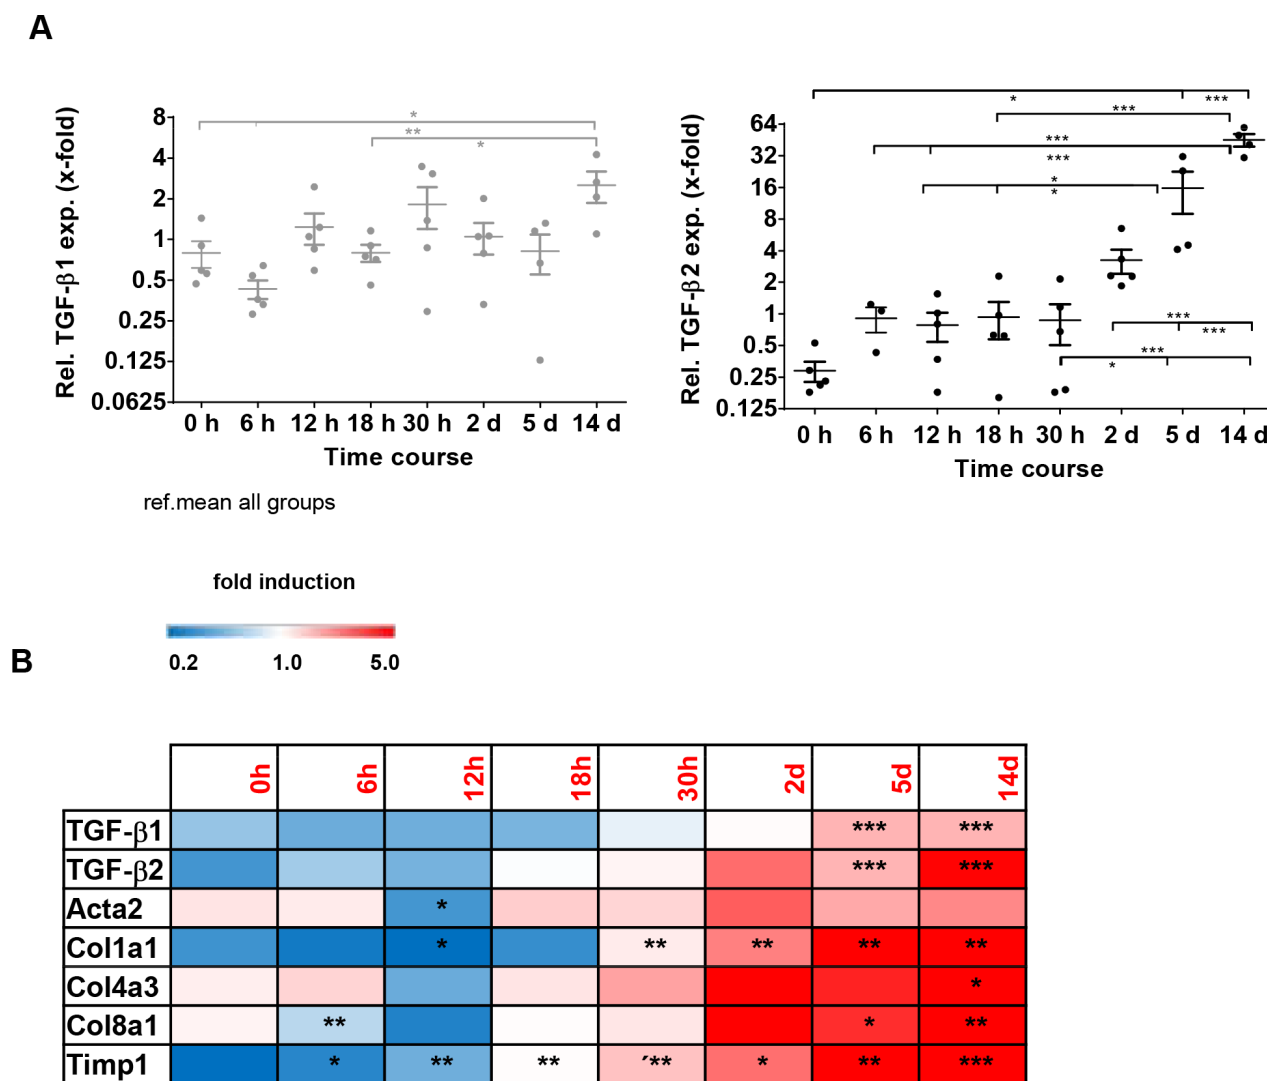 A
Rel. TGF-β1 exp. (x-fold)
8
4
2
1
0.5
0.25
0.125
0.0625
*
**
*
0 h 6 h 12 h 18 h 30 h 2 d 5 d 14 d
Time course
ref.mean all groups
Rel. TGF-β2 exp. (x-fold)
64
32
16
8
4
2
1
0.5
0.25
0.125
* ***
***
***
***
*
*
***
***
***
*
0 h 6 h 12 h 18 h 30 h 2 d 5 d 14 d
Time course
fold induction
0.2 1.0 5.0
B
0h 6h 12h 18h 30h 2d 5d 14d
TGF-β1 *** ***
TGF-β2 *** ***
Acta2 *
Col1a1 * ** ** ** **
Col4a3 *
Col8a1 ** * **
Timp1 * ** ** ´** * ** ***